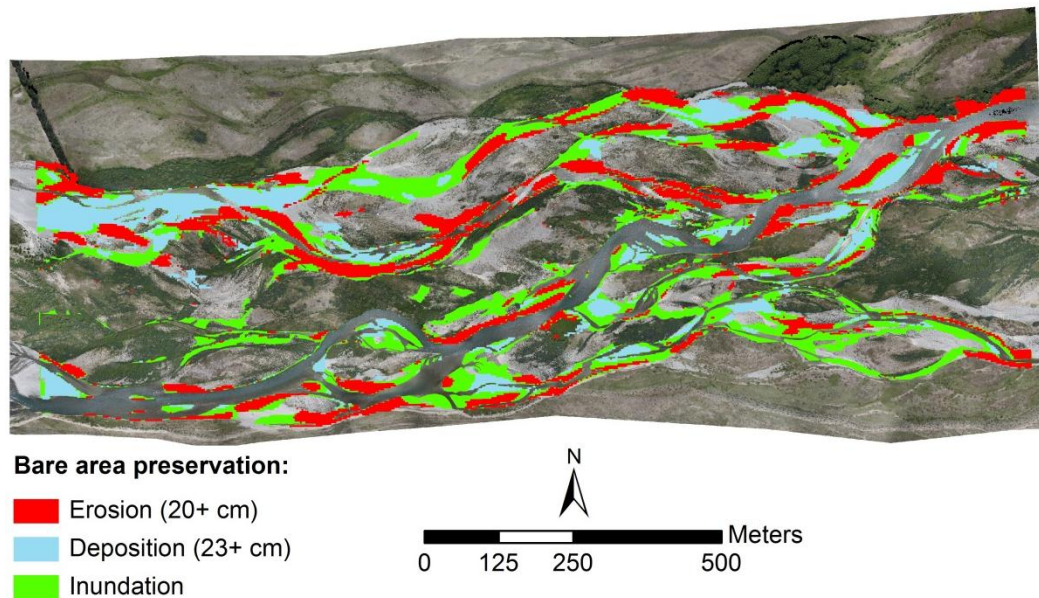 Bare area preservation:
Erosion (20+ cm)
Deposition (23+ cm)
Inundation
N
Meters
0 125 250 500